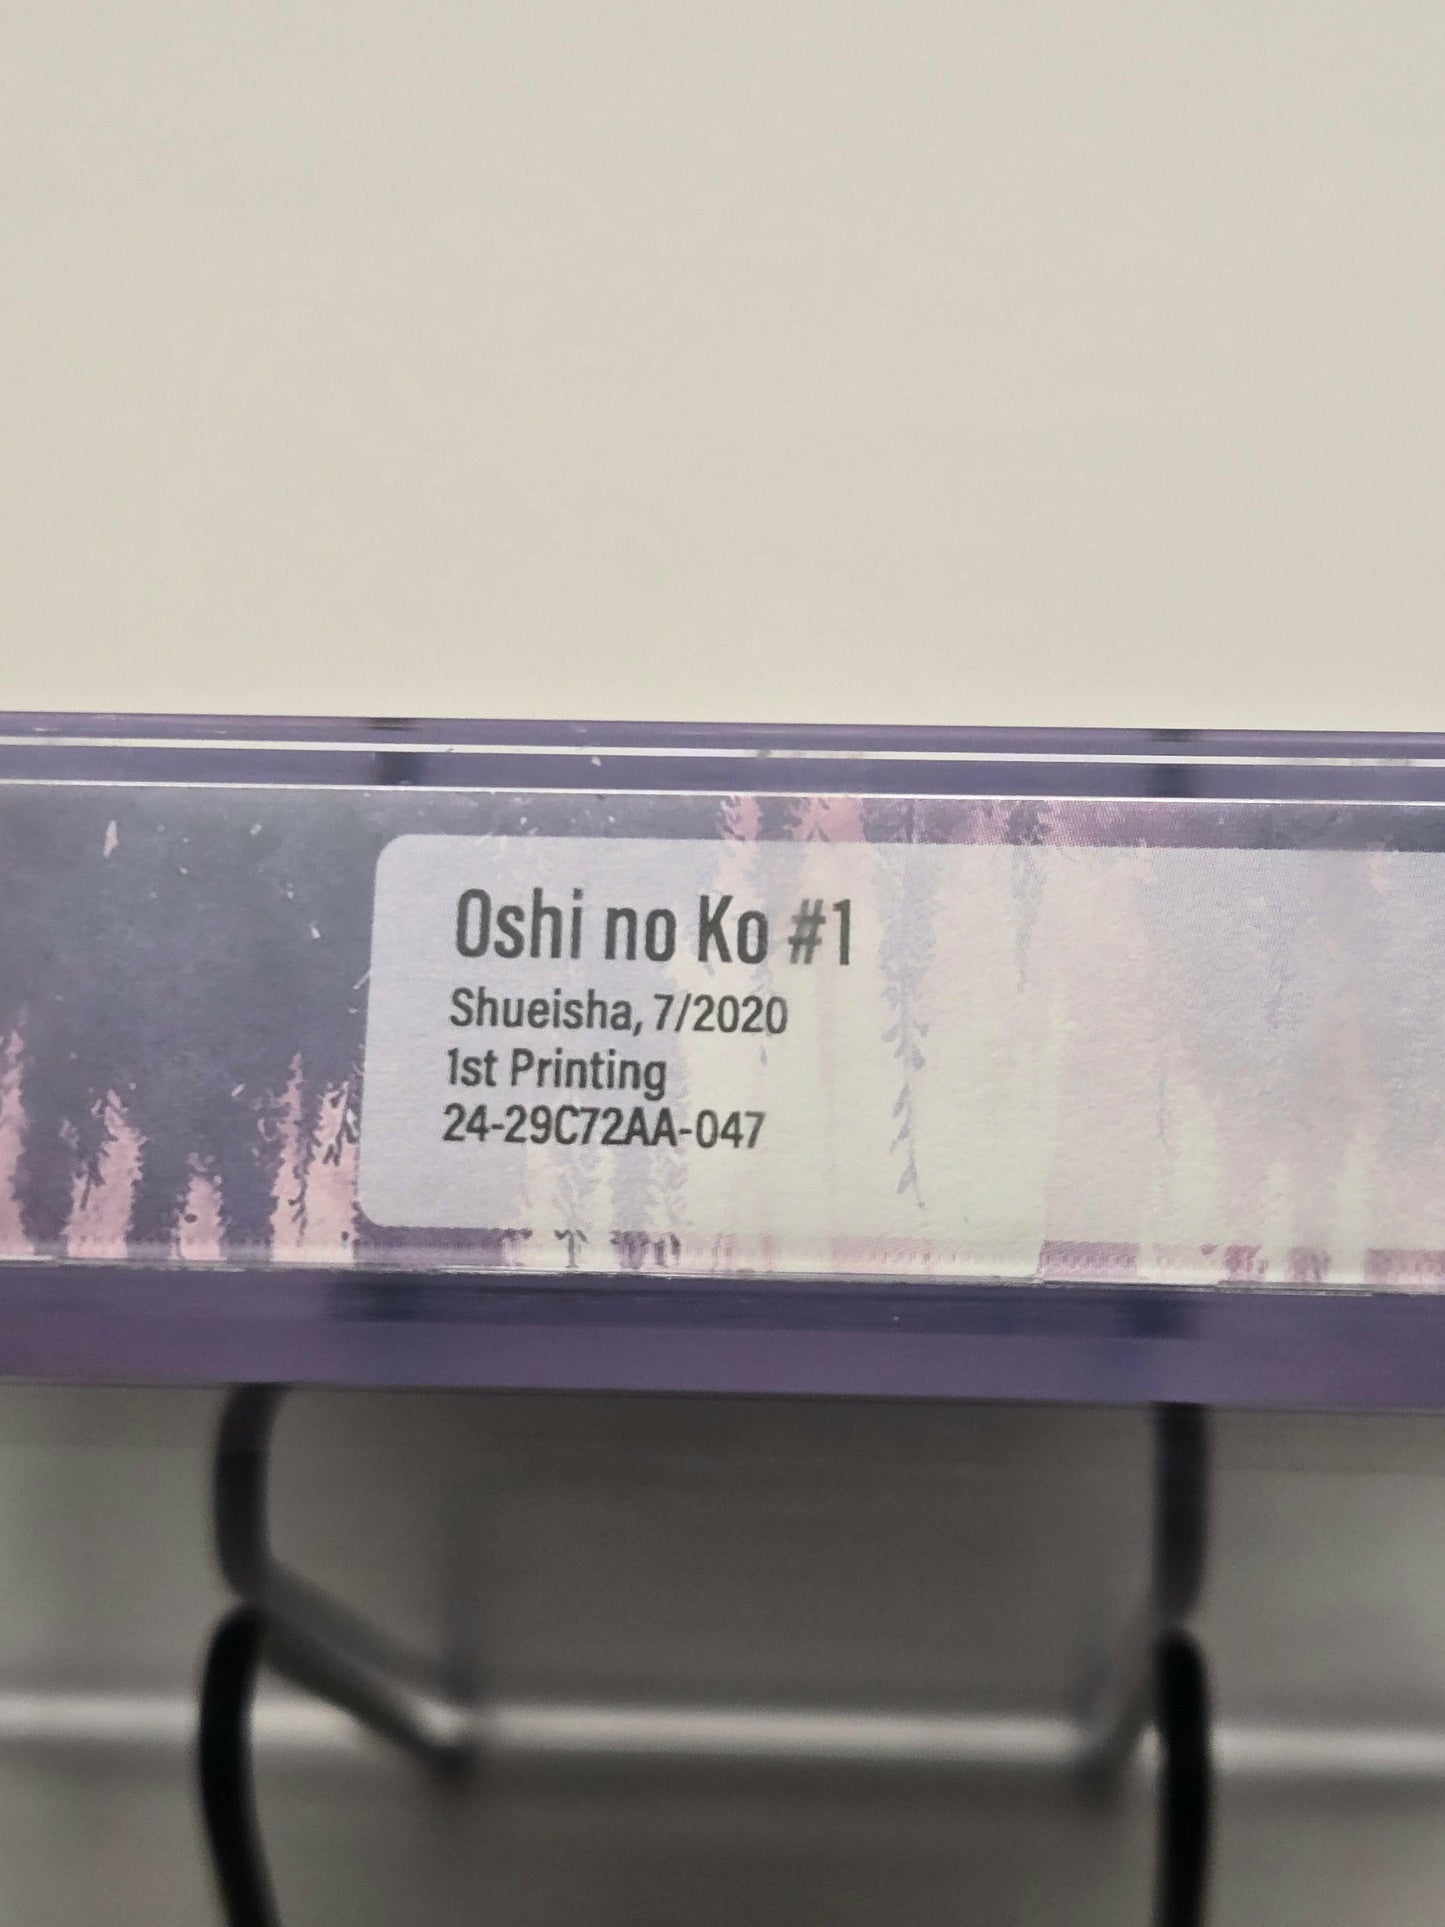 Oshi no Ko #1
Shueisha, 7/2020
1st Printing
24-29C72AA-047